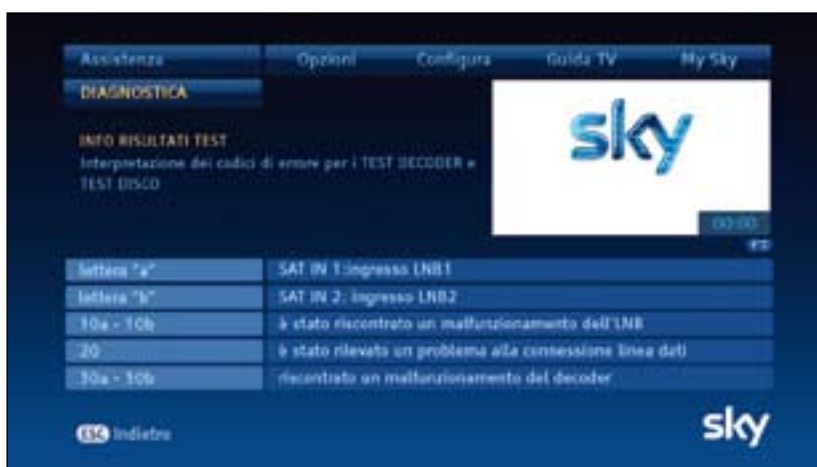 Assistenza Opzioni Configura Guida TV My Sky
DIAGNOSTICA
sky
INFO RISULTATI TEST
Interpretazione dei codici di errore per i TEST DECODER e
TEST DISCO
00:00
lettera "a" SAT IN 1:ingresso LNB1
lettera "b" SAT IN 2: ingresso LNB2
10a - 10b è stato riscontrato un malfunzionamento dell'LNB
20 è stato rilevato un problema alla connessione linea dati
30a - 30b riscontrato un malfunzionamento del decoder
ESC Indietro
sky